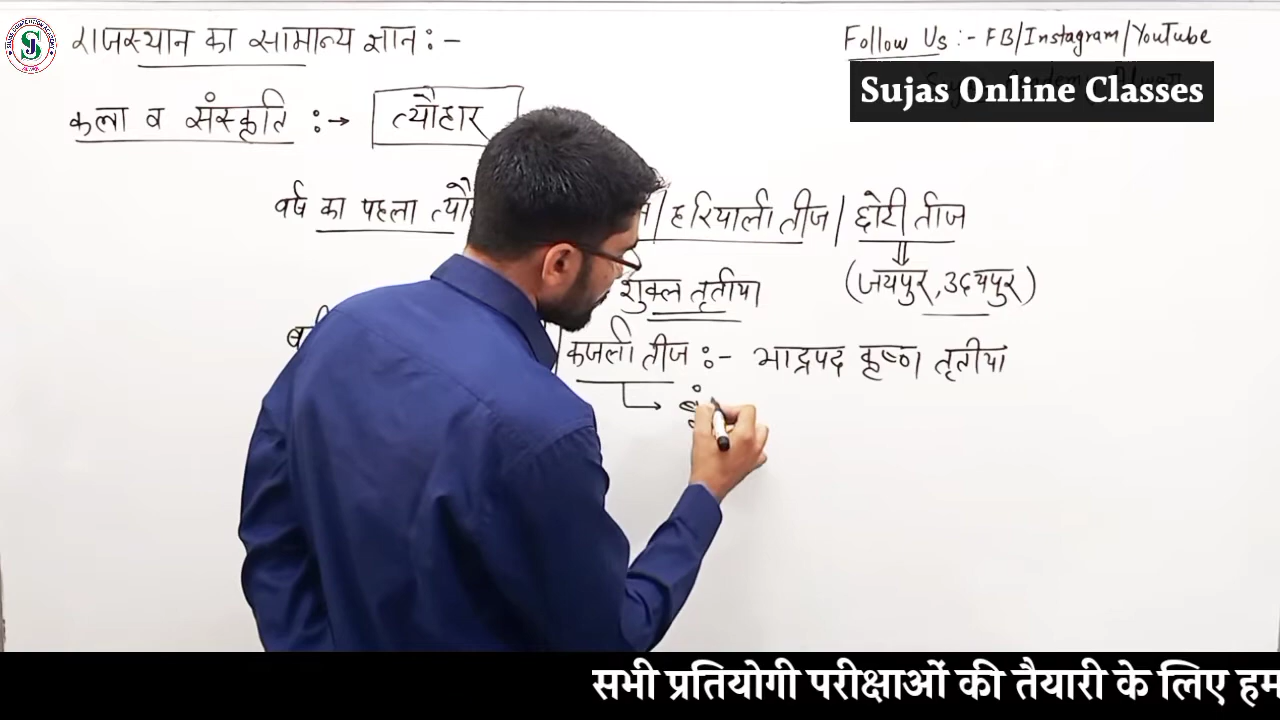 राजस्थान का सामान्य ज्ञान :-
Follow Us :- FB/Instagram/YouTube
Sujas Online Classes
कला व संस्कृति :→ त्यौहार
वर्ष का पहला त्यौ / हरियाली तीज / छोटी तीज
शुक्ल तृतीया (जयपुर, उदयपुर)
कजली तीज :- भाद्रपद कृष्ण तृतीया
सभी प्रतियोगी परीक्षाओं की तैयारी के लिए हम